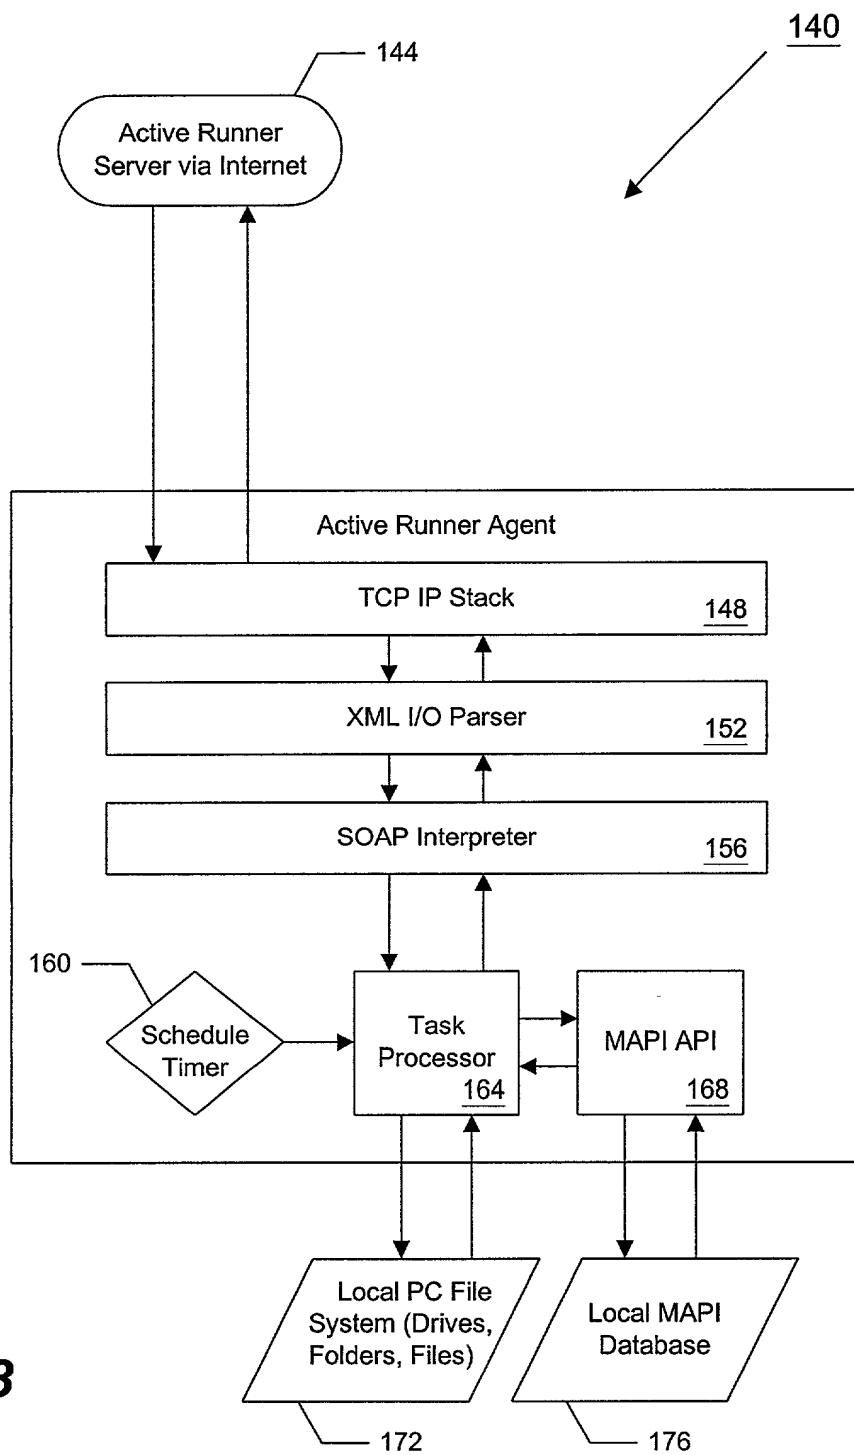 140
144
Active Runner
Server via Internet
Active Runner Agent
TCP IP Stack
148
XML I/O Parser
152
SOAP Interpreter
156
160
Schedule
Timer
Task
Processor
164
MAPI API
168
Local PC File
System (Drives,
Folders, Files)
Local MAPI
Database
172
176